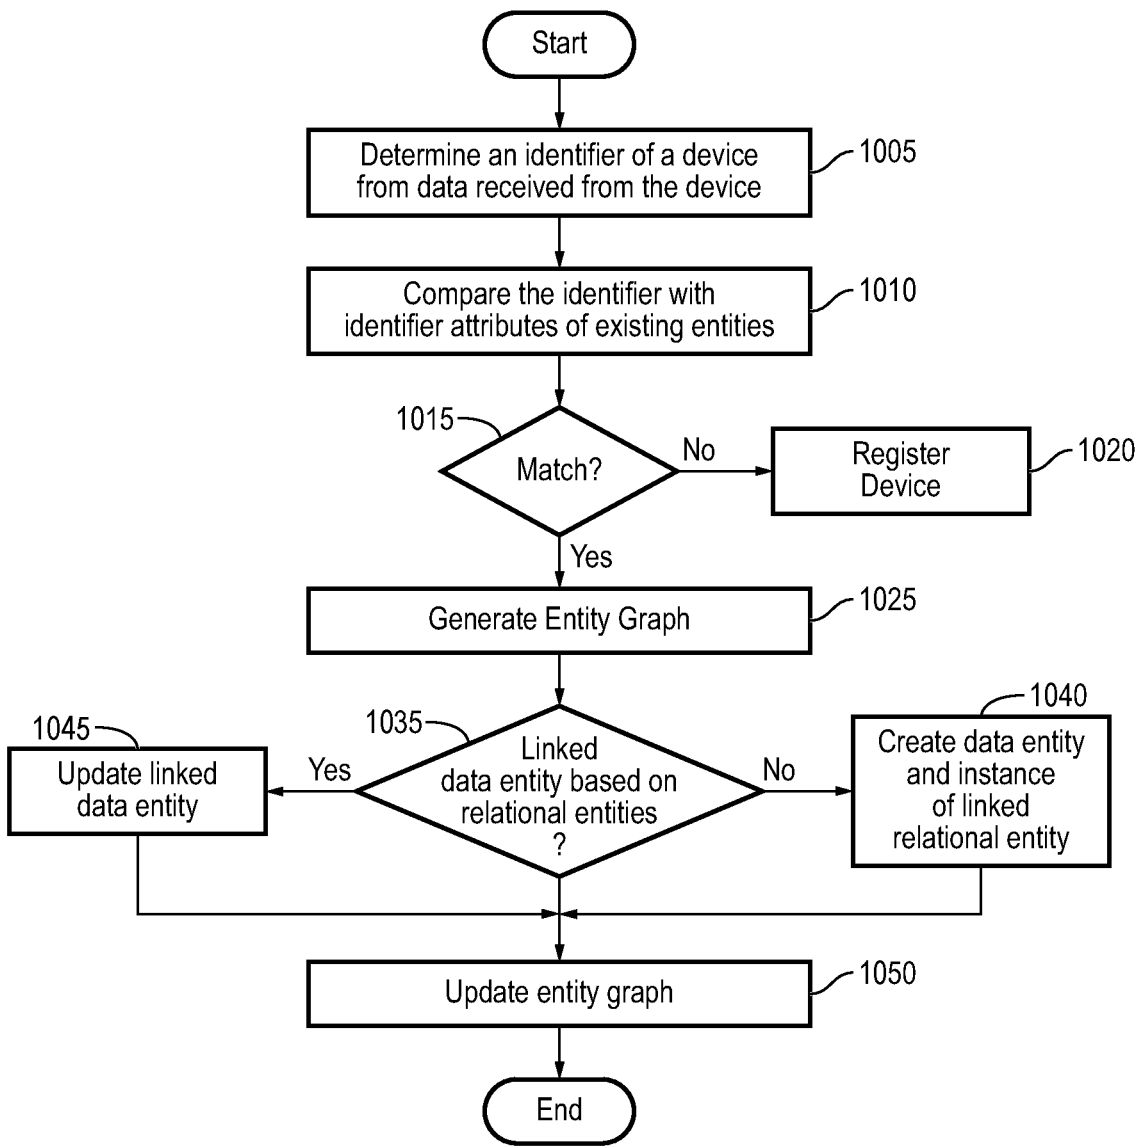 Start
Determine an identifier of a device
from data received from the device
1005
Compare the identifier with
identifier attributes of existing entities
1010
1015
Match?
No
Register
Device
1020
Yes
Generate Entity Graph
1025
1035
Linked
data entity based on
relational entities
?
Yes
1045
Update linked
data entity
No
1040
Create data entity
and instance
of linked
relational entity
Update entity graph
1050
End